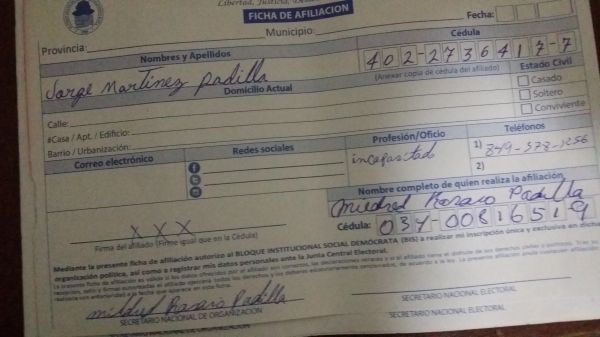 Libertad, Justicia,
FICHA DE AFILIACION
Fecha:
Provincia: Municipio:
Nombres y Apellidos Cédula
Jorge Martinez Padilla 402-2736417-7
(Anexar copia de cédula del afiliado) Estado Civil
Domicilio Actual Casado
Calle: Soltero
#Casa / Apt. / Edificio: Conviviente
Barrio / Urbanización: Profesión/Oficio Teléfonos
Correo electrónico Redes sociales incapasitado 1) 849-578-1256
2)
Nombre completo de quien realiza la afiliación
Mildred Rosario Padilla
X X X Cédula: 034-0081651-9
Firma del afiliado (Firme igual que en la Cédula)
Mediante la presente ficha de afiliación autorizo al BLOQUE INSTITUCIONAL SOCIAL DEMÓCRATA (BIS) a realizar mi inscripción única y exclusiva en dicha
organización política, así como a registrar mis datos personales ante la Junta Central Electoral.
mildred Rosario Padilla
SECRETARIO NACIONAL DE ORGANIZACIÓN SECRETARIO NACIONAL ELECTORAL
SECRETARIO NACIONAL ELECTORAL